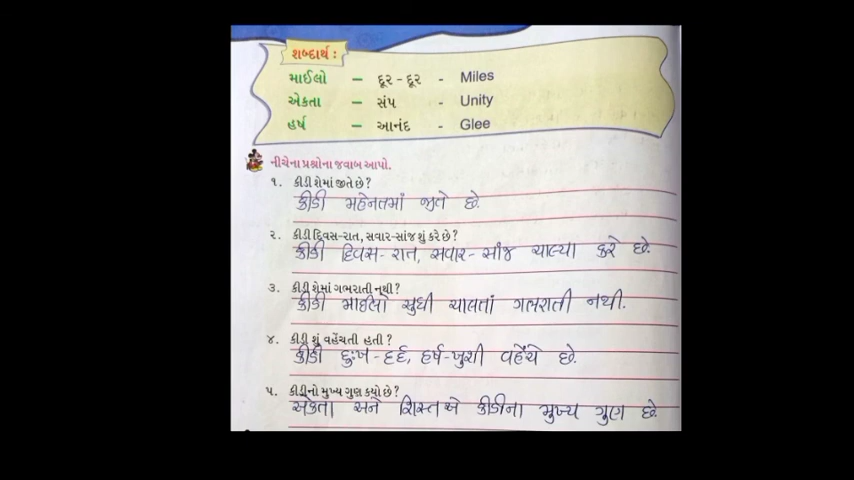 શબ્દાર્થ :
માઈલો – દૂર - દૂર - Miles
એકતા – સંપ - Unity
હર્ષ – આનંદ - Glee
નીચેના પ્રશ્નોના જવાબ આપો.
૧. કીડી શેમાં જીતે છે?
કીડી મહેનતમાં જીતે છે.
૨. કીડી દિવસ-રાત, સવાર-સાંજ શું કરે છે?
કીડી દિવસ-રાત, સવાર-સાંજ ચાલ્યા કરે છે.
૩. કીડી શેમાં ગભરાતી નથી?
કીડી માઈલો સુધી ચાલતાં ગભરાતી નથી.
૪. કીડી શું વહેંચતી હતી?
કીડી દુઃખ-દર્દ, હર્ષ-ખુશી વહેંચે છે.
૫. કીડીનો મુખ્ય ગુણ કયો છે?
એકતા અને શિસ્ત એ કીડીના મુખ્ય ગુણ છે.